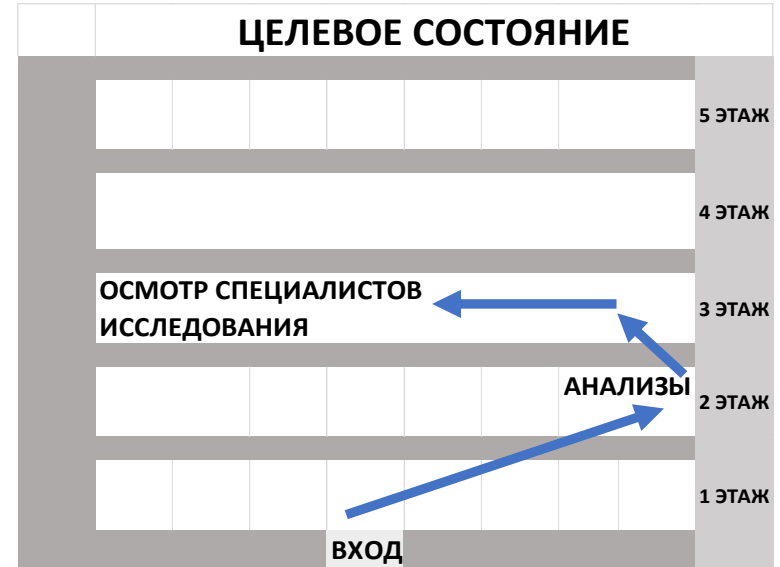 ЦЕЛЕВОЕ СОСТОЯНИЕ
5 ЭТАЖ
4 ЭТАЖ
ОСМОТР СПЕЦИАЛИСТОВ
ИССЛЕДОВАНИЯ
3 ЭТАЖ
АНАЛИЗЫ
2 ЭТАЖ
1 ЭТАЖ
ВХОД